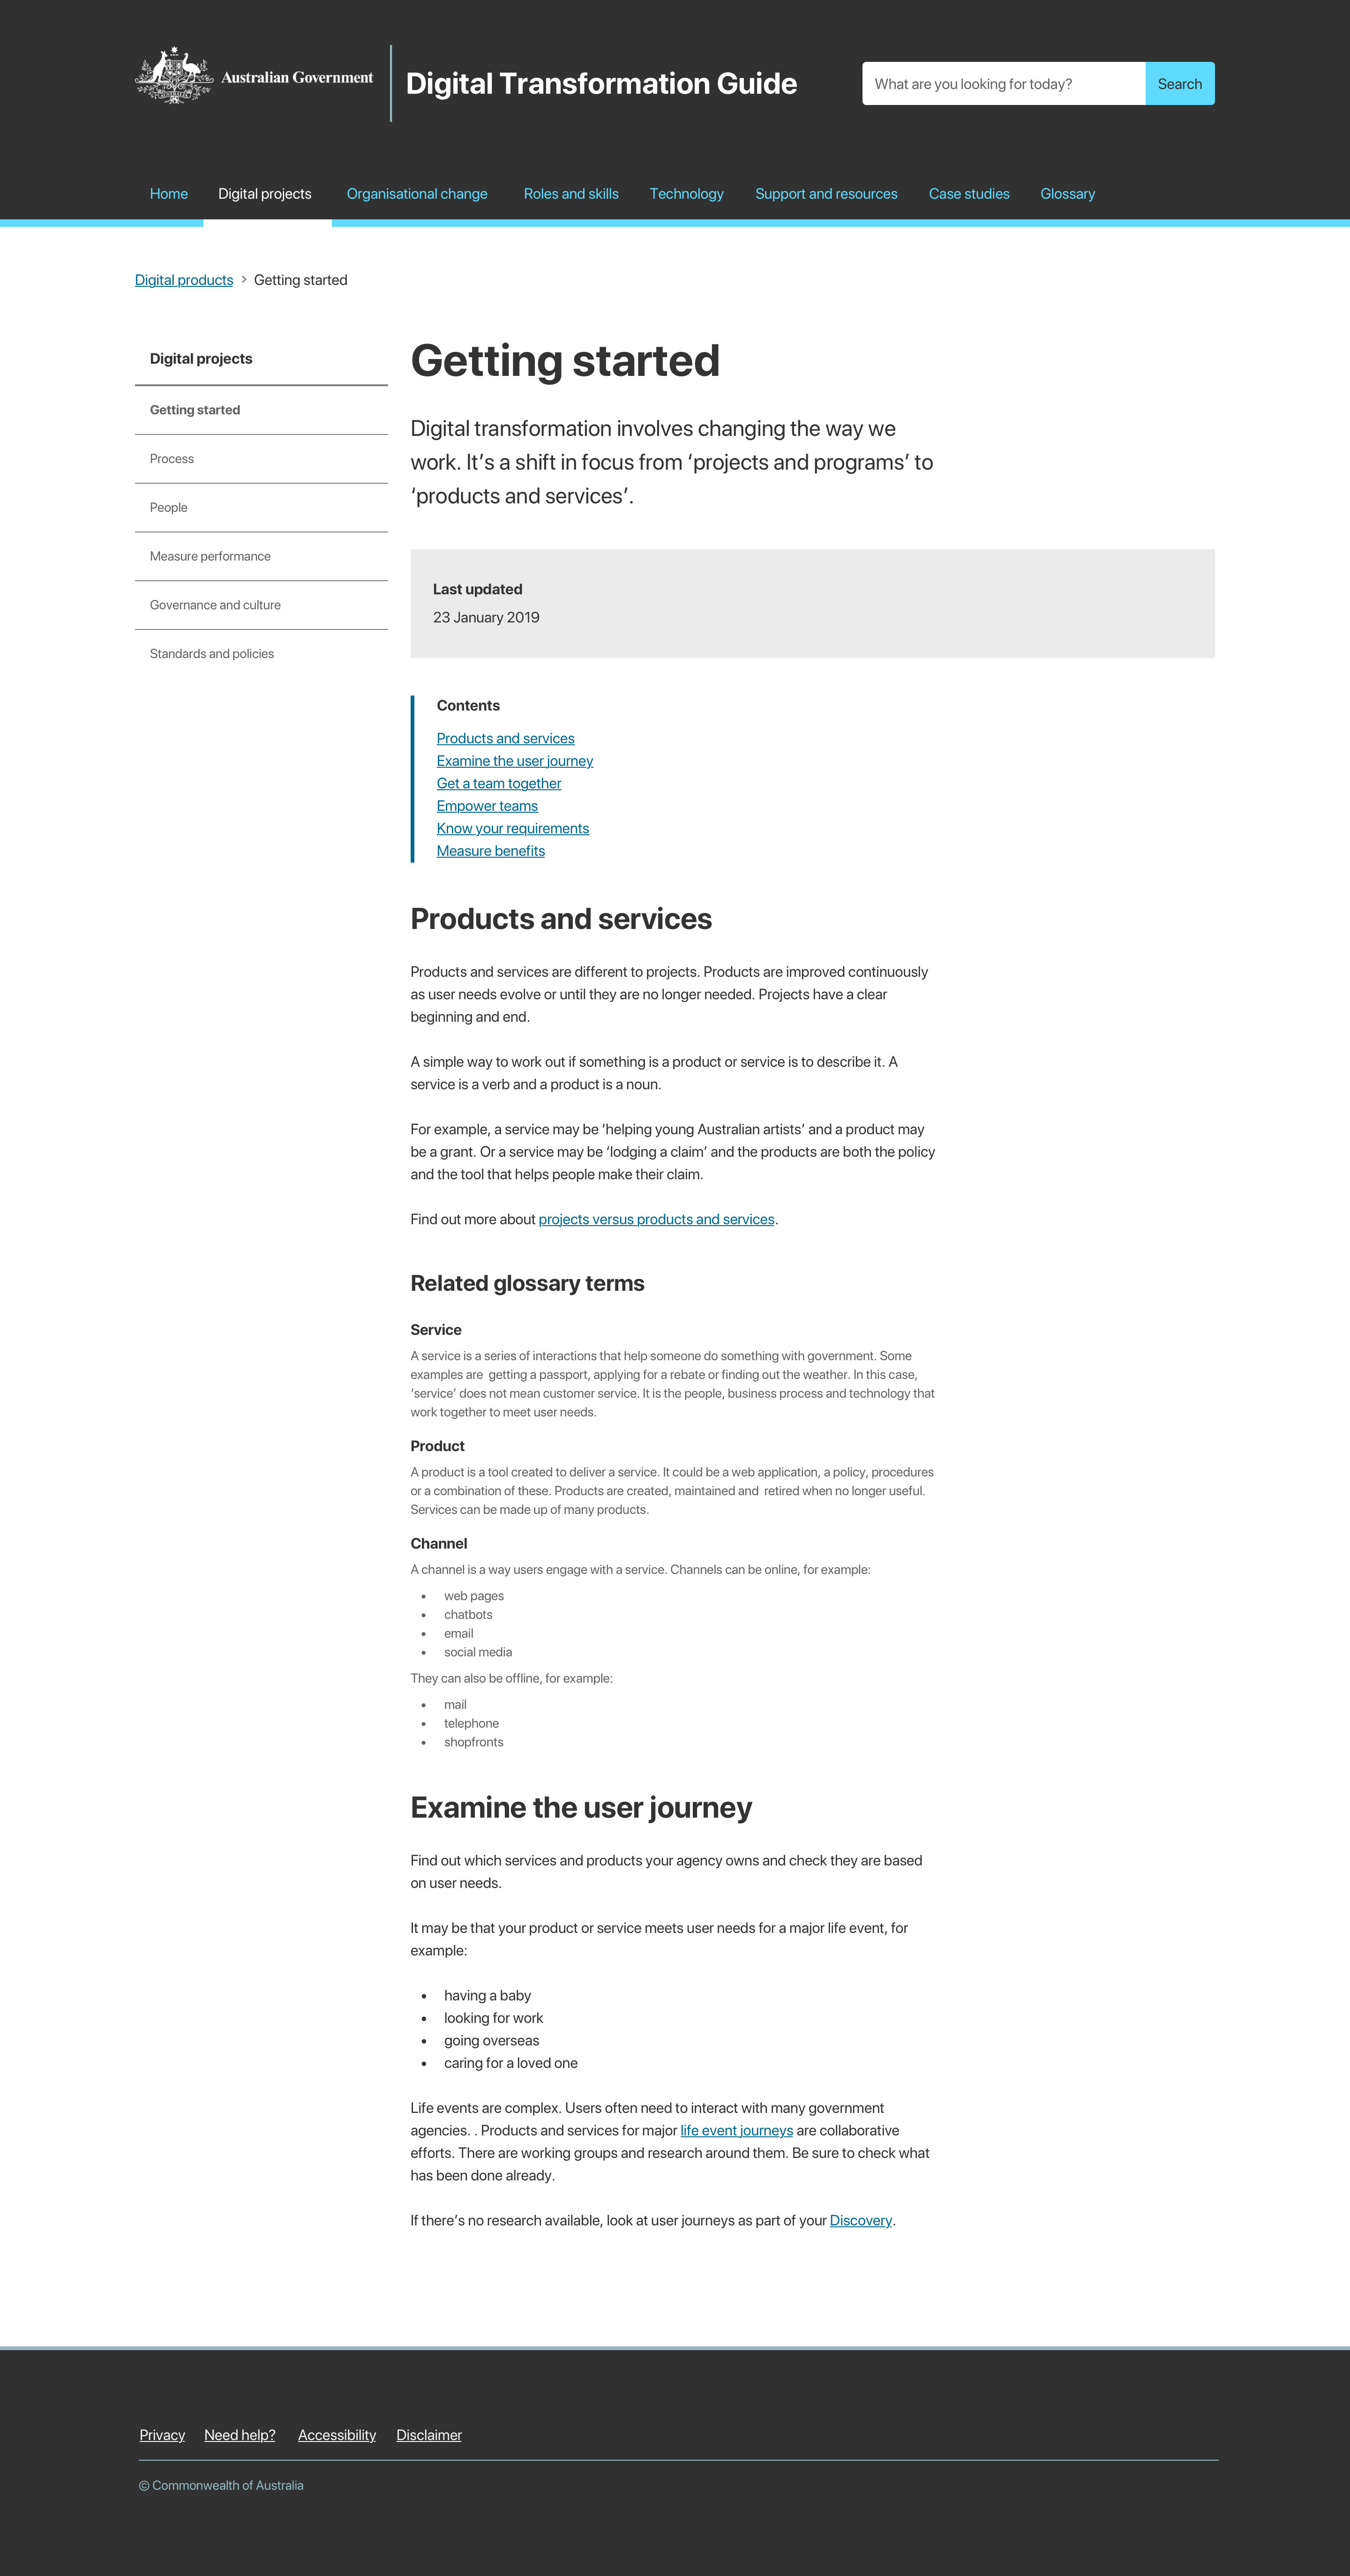 Australian Government
Digital Transformation Guide
What are you looking for today?
Search
Home
Digital projects
Organisational change
Roles and skills
Technology
Support and resources
Case studies
Glossary
Digital products > Getting started
Digital projects
Getting started
Process
People
Measure performance
Governance and culture
Standards and policies
Getting started
Digital transformation involves changing the way we
work. It’s a shift in focus from ‘projects and programs’ to
‘products and services’.
Last updated
23 January 2019
Contents
Products and services
Examine the user journey
Get a team together
Empower teams
Know your requirements
Measure benefits
Products and services
Products and services are different to projects. Products are improved continuously
as user needs evolve or until they are no longer needed. Projects have a clear
beginning and end.
A simple way to work out if something is a product or service is to describe it. A
service is a verb and a product is a noun.
For example, a service may be ‘helping young Australian artists’ and a product may
be a grant. Or a service may be ‘lodging a claim’ and the products are both the policy
and the tool that helps people make their claim.
Find out more about projects versus products and services.
Related glossary terms
Service
A service is a series of interactions that help someone do something with government. Some
examples are  getting a passport, applying for a rebate or finding out the weather. In this case,
‘service’ does not mean customer service. It is the people, business process and technology that
work together to meet user needs.
Product
A product is a tool created to deliver a service. It could be a web application, a policy, procedures
or a combination of these. Products are created, maintained and  retired when no longer useful.
Services can be made up of many products.
Channel
A channel is a way users engage with a service. Channels can be online, for example:
• web pages
• chatbots
• email
• social media
They can also be offline, for example:
• mail
• telephone
• shopfronts
Examine the user journey
Find out which services and products your agency owns and check they are based
on user needs.
It may be that your product or service meets user needs for a major life event, for
example:
• having a baby
• looking for work
• going overseas
• caring for a loved one
Life events are complex. Users often need to interact with many government
agencies. . Products and services for major life event journeys are collaborative
efforts. There are working groups and research around them. Be sure to check what
has been done already.
If there’s no research available, look at user journeys as part of your Discovery.
Privacy
Need help?
Accessibility
Disclaimer
© Commonwealth of Australia